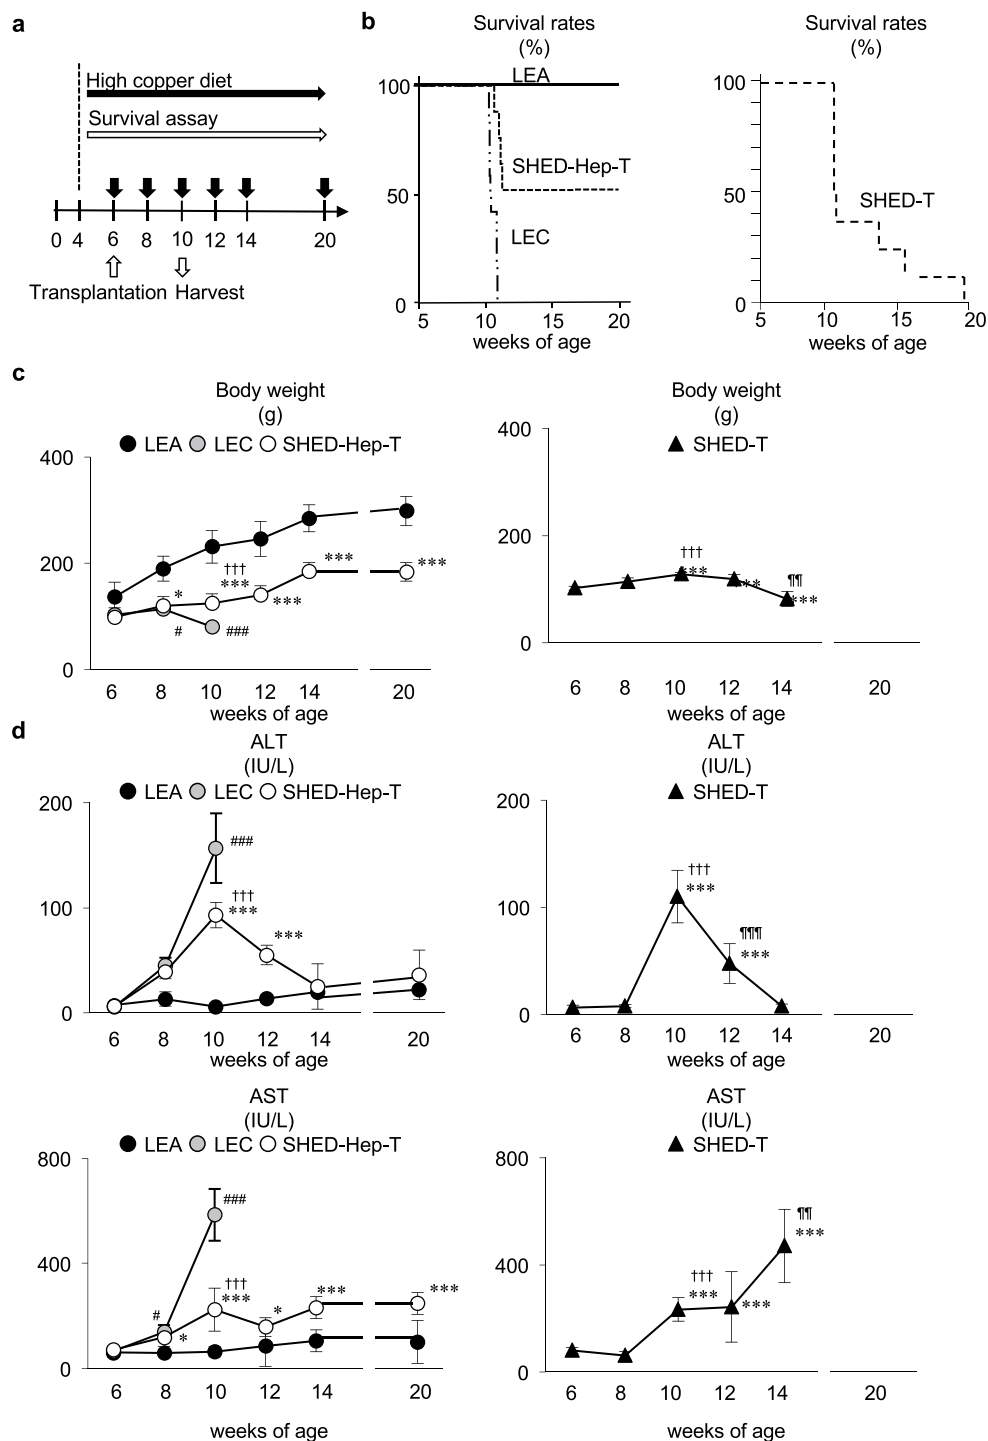 a
High copper diet
Survival assay
0 4 6 8 10 12 14 20
Transplantation Harvest
b
Survival rates
(%)
LEA
100
SHED-Hep-T
50
LEC
0
5 10 15 20
weeks of age
Survival rates
(%)
100
50
SHED-T
0
5 10 15 20
weeks of age
c
Body weight
(g)
LEA LEC SHED-Hep-T
400
200
0
†††
*
***
***
***
***
#
###
6 8 10 12 14 20
weeks of age
Body weight
(g)
SHED-T
400
200
0
†††
***
**
¶¶
***
6 8 10 12 14 20
weeks of age
d
ALT
(IU/L)
LEA LEC SHED-Hep-T
200
100
0
###
†††
***
***
6 8 10 12 14 20
weeks of age
ALT
(IU/L)
SHED-T
200
100
0
†††
***
¶¶¶
***
6 8 10 12 14 20
weeks of age
AST
(IU/L)
LEA LEC SHED-Hep-T
800
400
0
###
†††
***
#
*
*
***
***
6 8 10 12 14 20
weeks of age
AST
(IU/L)
SHED-T
800
400
0
¶¶
***
†††
***
***
6 8 10 12 14 20
weeks of age